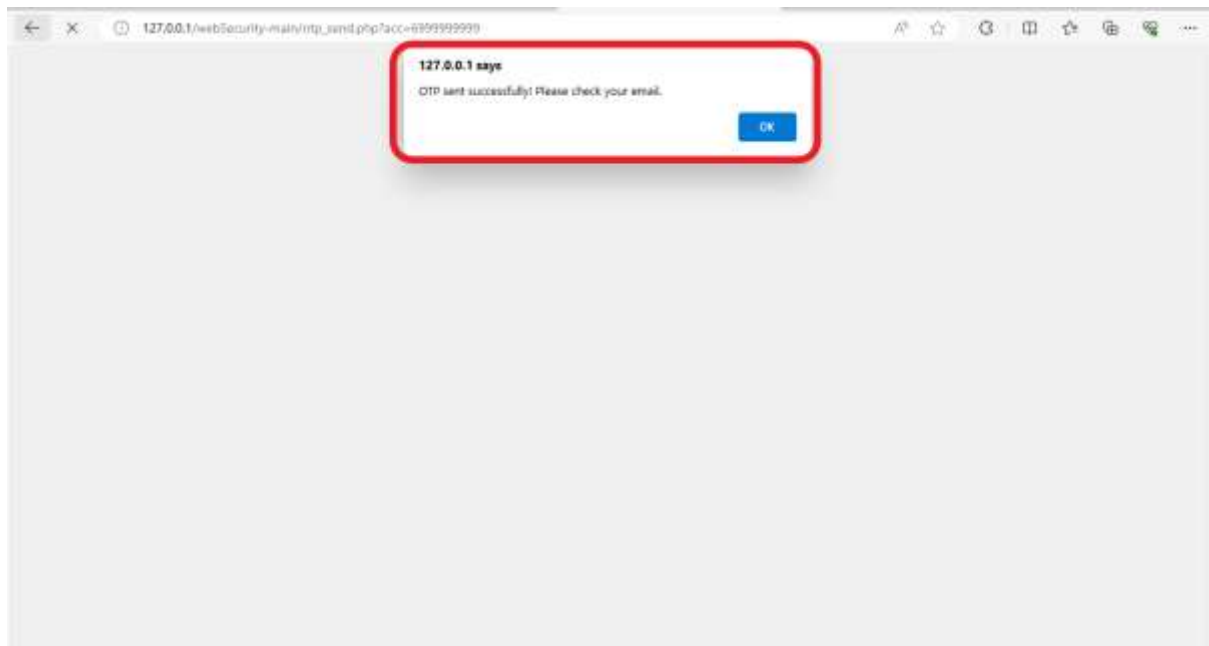 127.0.0.1/webSecurity-main/otp_send.php?acc=6999999999
127.0.0.1 says
OTP sent successfully! Please check your email.
OK